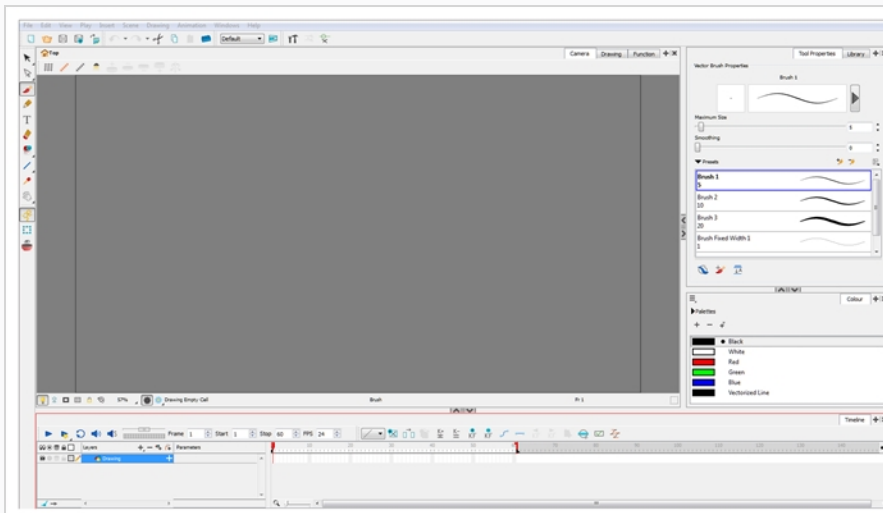 File Edit View Play Insert Scene Drawing Animation Windows Help
Default
Top
Camera Drawing Function
T
Tool Properties Library
Vector Brush Properties
Brush 1
Maximum Size
5
Smoothing
6
Presets
Brush 1
5
Brush 2
10
Brush 3
20
Brush Fixed Width 1
1
Colour
Palettes
Black
White
Red
Green
Blue
Vectorized Line
57% Drawing Empty Cell Brush Fr 1
Timeline
Frame 1 Start 1 Stop 60 FPS 24
Layers Parameters
Drawing